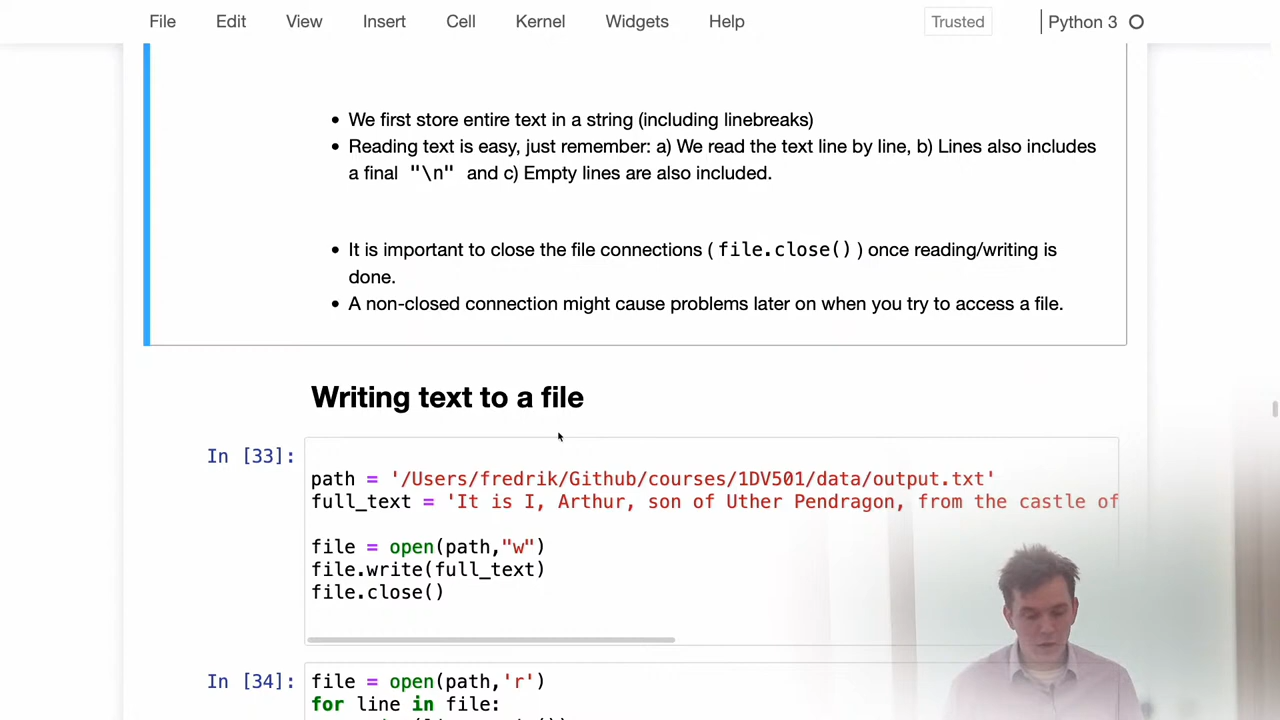 File Edit View Insert Cell Kernel Widgets Help Trusted Python 3
We first store entire text in a string (including linebreaks)
Reading text is easy, just remember: a) We read the text line by line, b) Lines also includes
a final "\n" and c) Empty lines are also included.
It is important to close the file connections ( file.close() ) once reading/writing is
done.
A non-closed connection might cause problems later on when you try to access a file.
Writing text to a file
In [33]:
path = '/Users/fredrik/Github/courses/1DV501/data/output.txt'
full_text = 'It is I, Arthur, son of Uther Pendragon, from the castle of
file = open(path,"w")
file.write(full_text)
file.close()
In [34]: file = open(path,'r')
for line in file: